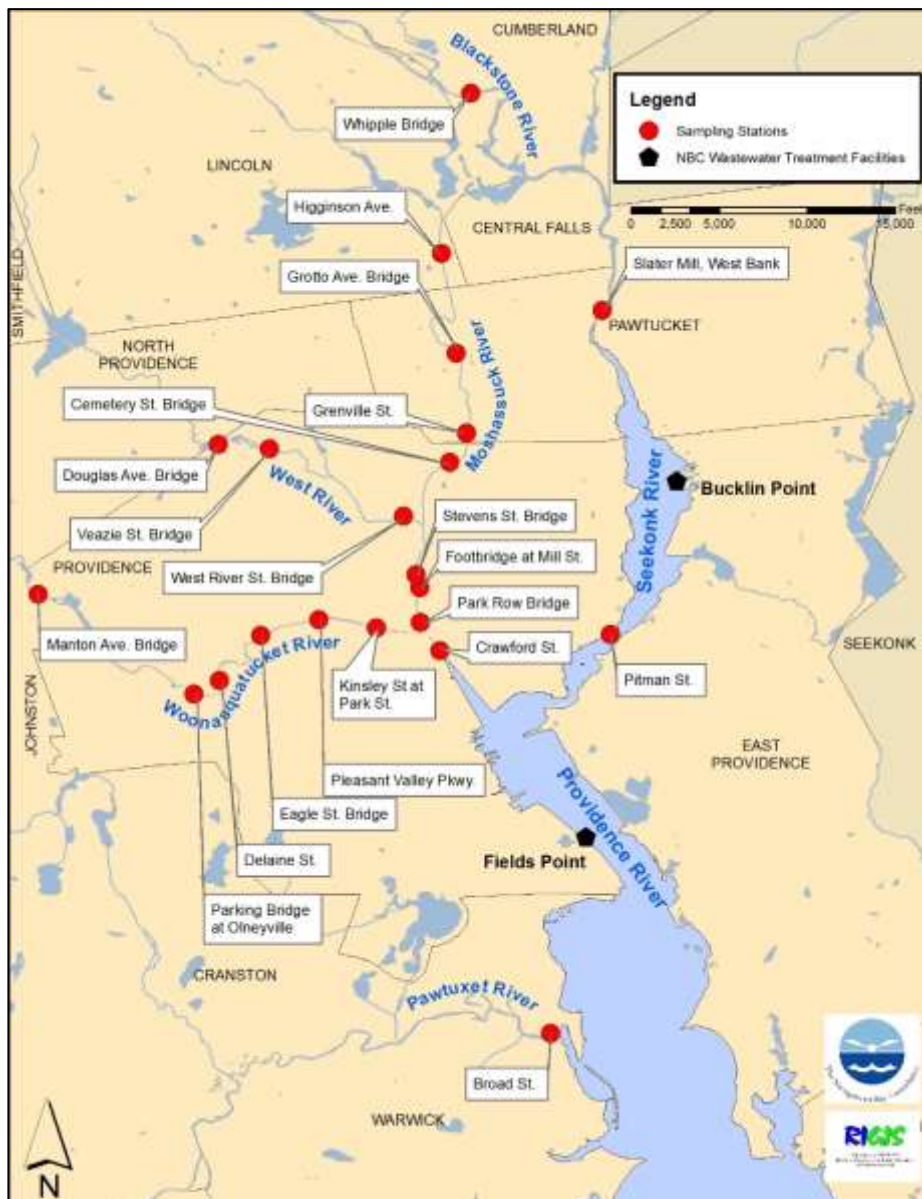 CUMBERLAND
Blackstone River
Legend
Sampling Stations
NBC Wastewater Treatment Facilities
Whipple Bridge
LINCOLN
Feet
0 2,500 5,000 10,000 15,000
Higginson Ave.
CENTRAL FALLS
Slater Mill, West Bank
Grotto Ave. Bridge
SMITHFIELD
PAWTUCKET
NORTH
PROVIDENCE
Moshassuck River
Cemetery St. Bridge
Grenville St.
Douglas Ave. Bridge
West River
Seekonk River
Bucklin Point
Veazie St. Bridge
Stevens St. Bridge
Footbridge at Mill St.
PROVIDENCE
West River St. Bridge
Park Row Bridge
Manton Ave. Bridge
Crawford St.
SEEKONK
Woonasquatucket River
Kinsley St at
Park St.
Pitman St.
JOHNSTON
EAST
PROVIDENCE
Pleasant Valley Pkwy
Eagle St. Bridge
Providence River
Delaine St.
Fields Point
Parking Bridge
at Olneyville
CRANSTON
Pawtuxet River
Broad St.
WARWICK
RIGIS
N